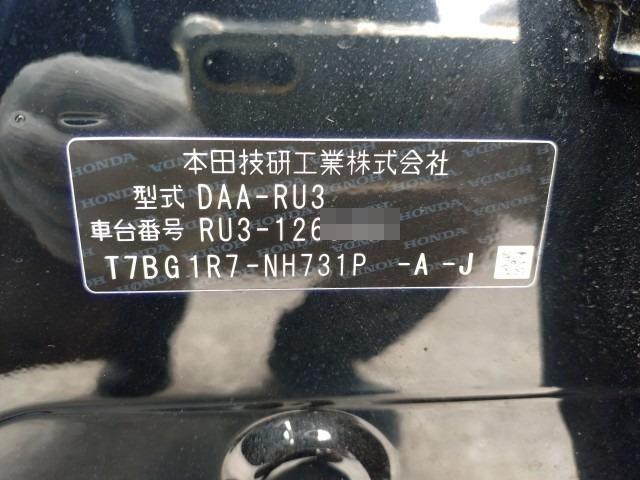 本田技研工業株式会社
型式 DAA-RU3
車台番号 RU3-126
T7BG1R7-NH731P -A -J